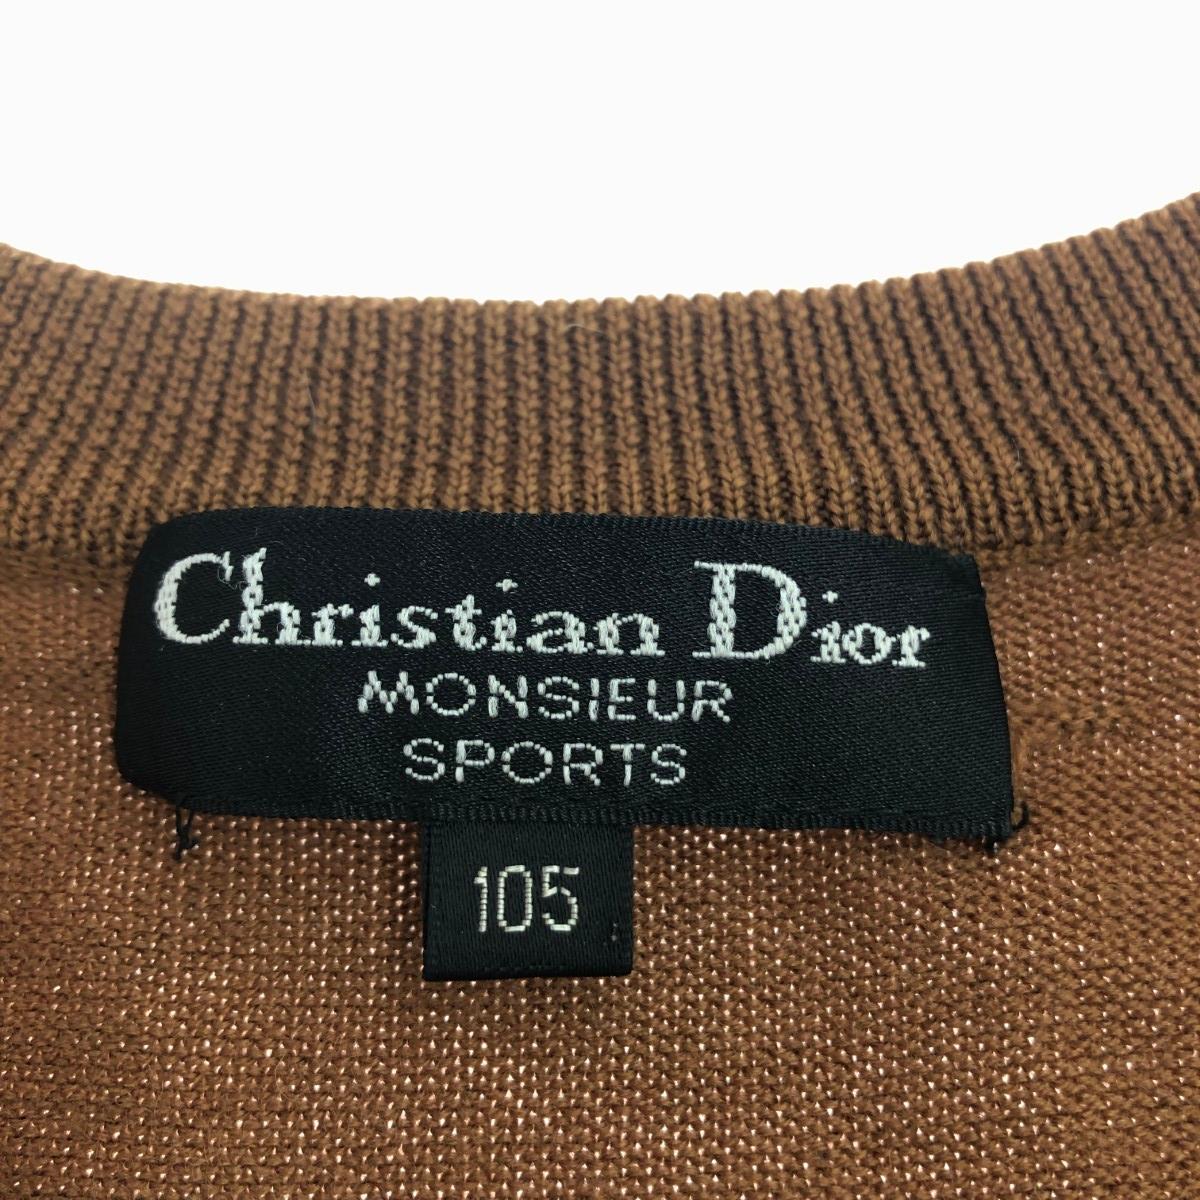 Christian Dior
MONSIEUR
SPORTS
105